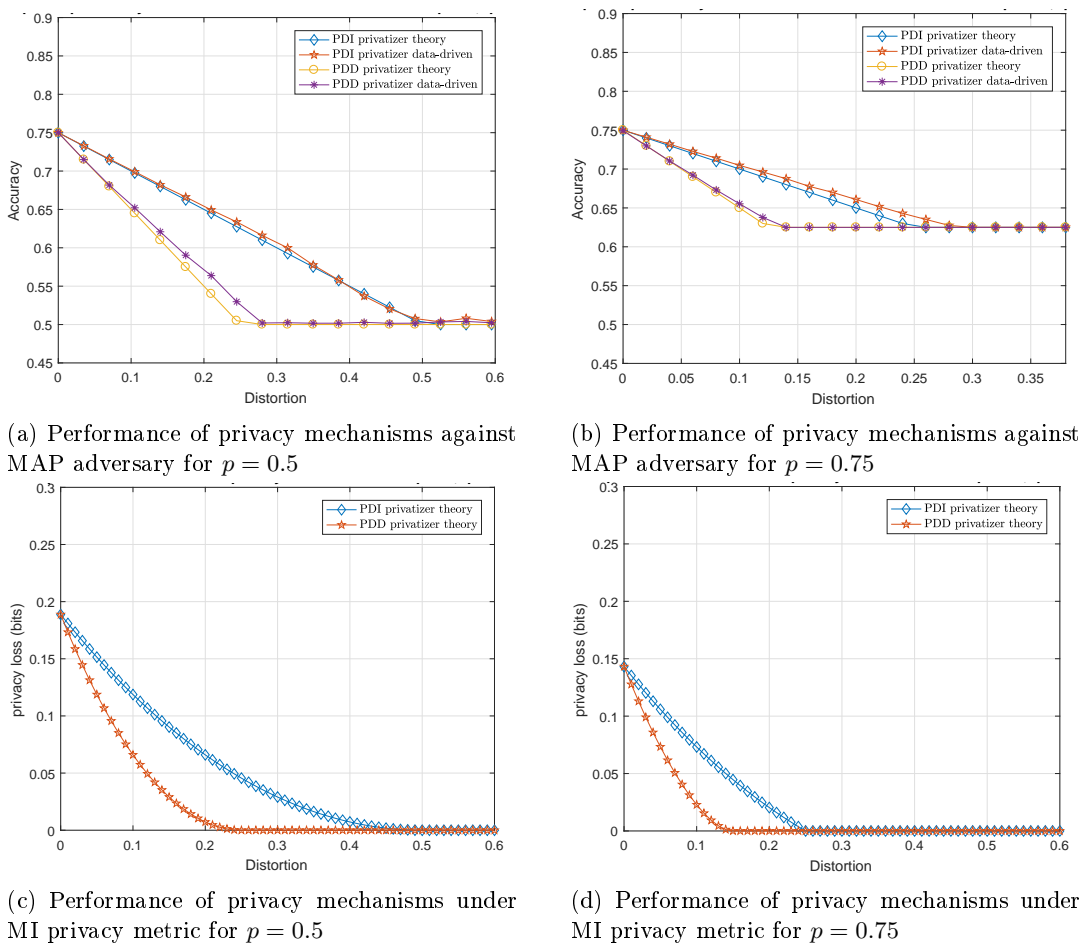 PDI privatizer theory
PDI privatizer data-driven
PDD privatizer theory
PDD privatizer data-driven
0.9
0.85
0.8
0.75
0.7
0.65
0.6
0.55
0.5
0.45
Accuracy
0
0.1
0.2
0.3
0.4
0.5
0.6
Distortion
(a) Performance of privacy mechanisms against
MAP adversary for p = 0.5
PDI privatizer theory
PDI privatizer data-driven
PDD privatizer theory
PDD privatizer data-driven
0.9
0.85
0.8
0.75
0.7
0.65
0.6
0.55
0.5
0.45
Accuracy
0
0.05
0.1
0.15
0.2
0.25
0.3
0.35
Distortion
(b) Performance of privacy mechanisms against
MAP adversary for p = 0.75
PDI privatizer theory
PDD privatizer theory
0.3
0.25
0.2
0.15
0.1
0.05
0
privacy loss (bits)
0
0.1
0.2
0.3
0.4
0.5
0.6
Distortion
(c) Performance of privacy mechanisms under
MI privacy metric for p = 0.5
PDI privatizer theory
PDD privatizer theory
0.3
0.25
0.2
0.15
0.1
0.05
0
privacy loss (bits)
0
0.1
0.2
0.3
0.4
0.5
0.6
Distortion
(d) Performance of privacy mechanisms under
MI privacy metric for p = 0.75